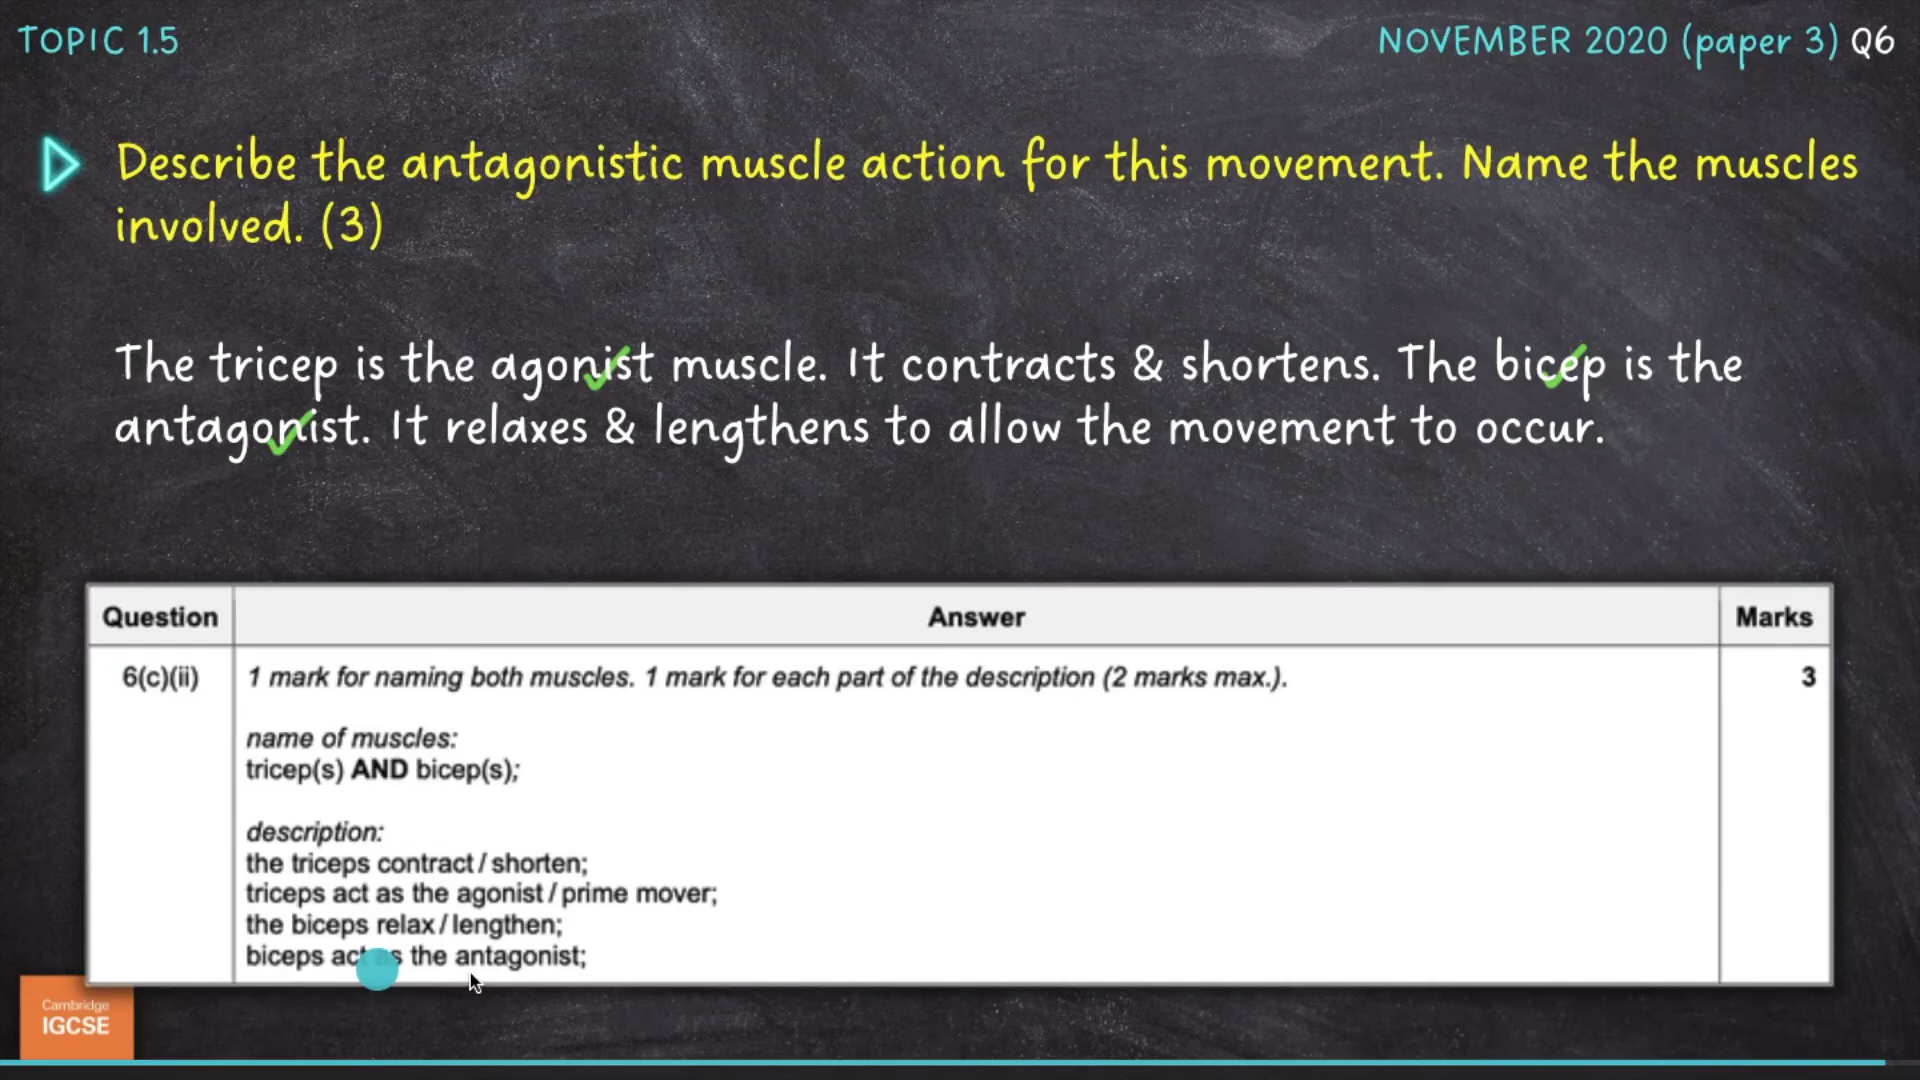 TOPIC 1.5
NOVEMBER 2020 (paper 3) Q6
Describe the antagonistic muscle action for this movement. Name the muscles
involved. (3)
The tricep is the agonist muscle. It contracts & shortens. The bicep is the
antagonist. It relaxes & lengthens to allow the movement to occur.
Question Answer Marks
6(c)(ii) 1 mark for naming both muscles. 1 mark for each part of the description (2 marks max.). 3
name of muscles:
tricep(s) AND bicep(s);
description:
the triceps contract / shorten;
triceps act as the agonist / prime mover;
the biceps relax / lengthen;
biceps act as the antagonist;
Cambridge
IGCSE